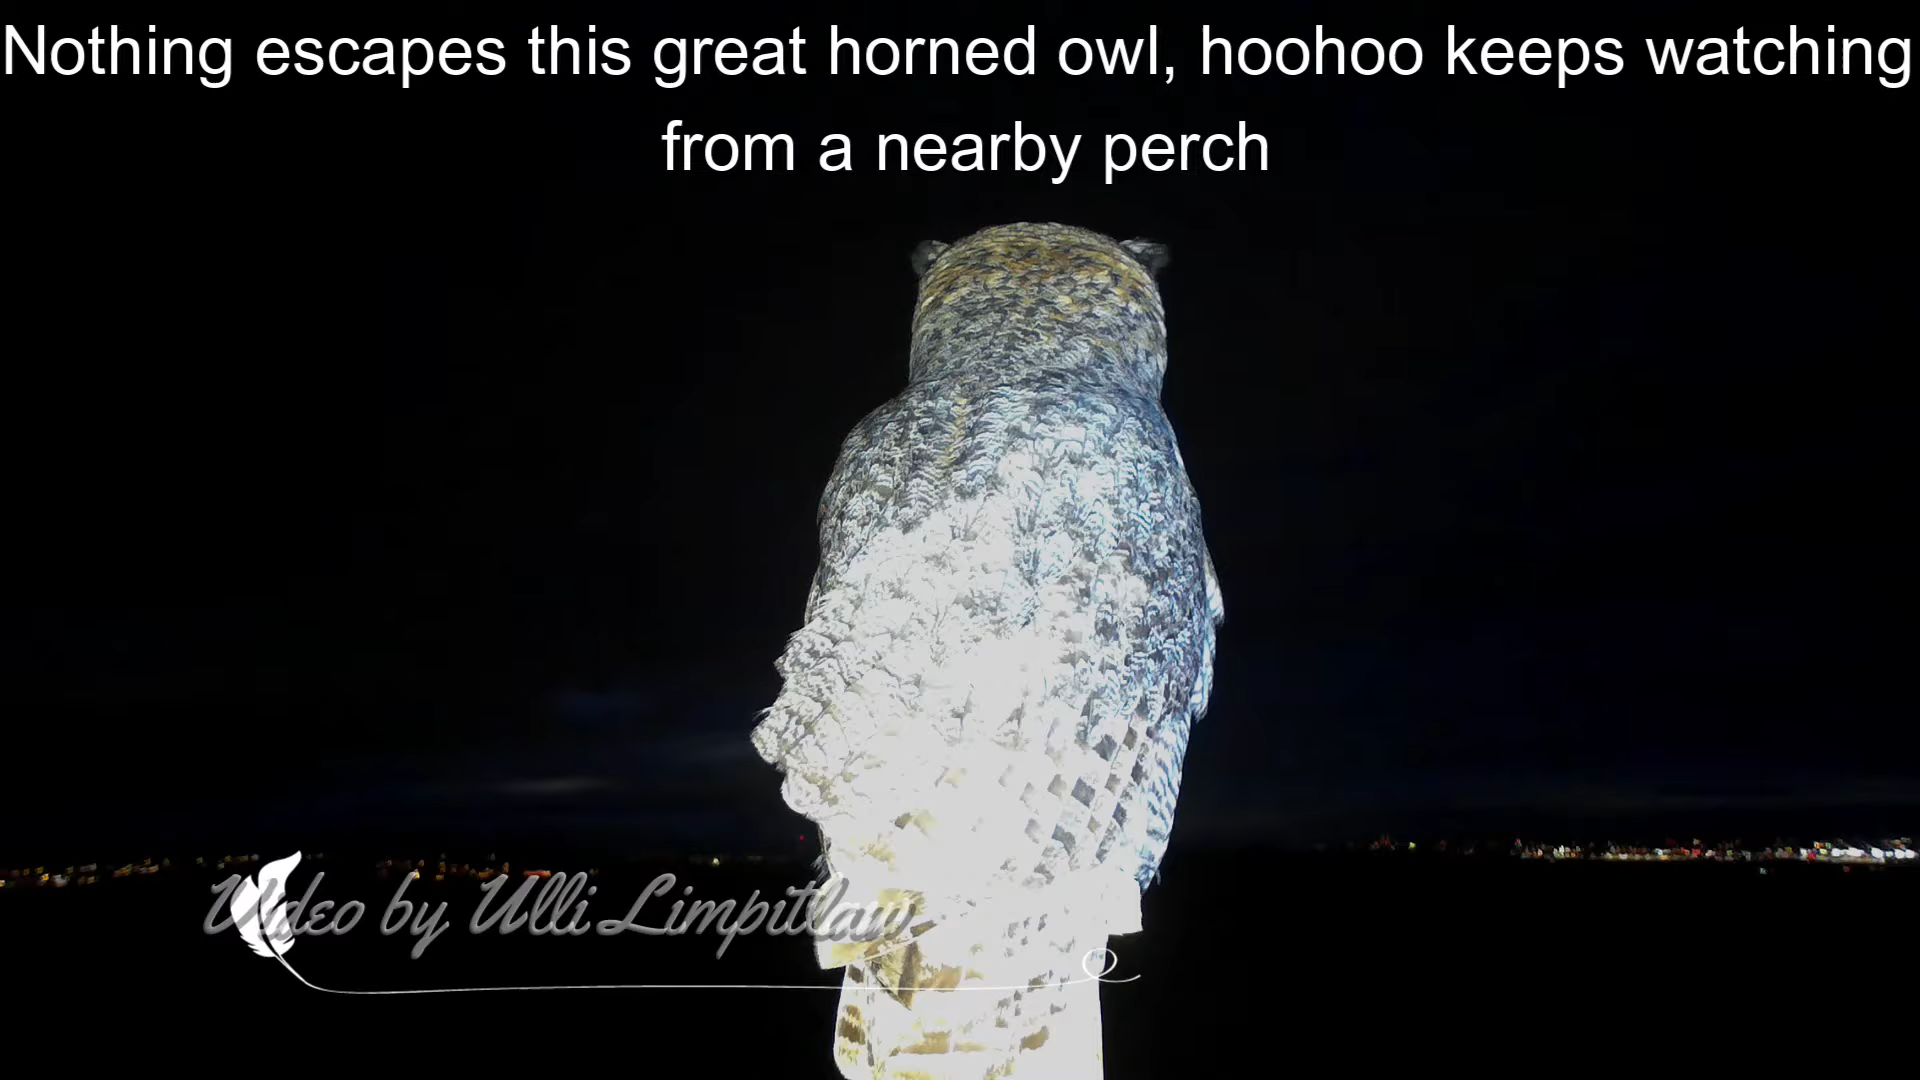 Nothing escapes this great horned owl, hoohoo keeps watching
from a nearby perch
Video by Ulli Limpitlaw